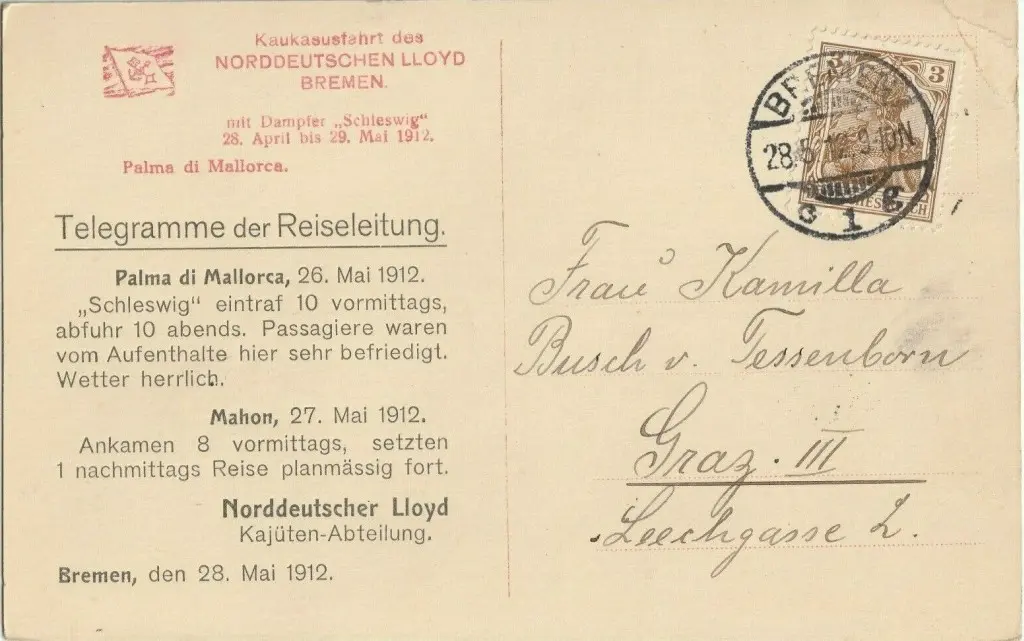 Kaukasusfahrt des
NORDDEUTSCHEN LLOYD
BREMEN.
mit Dampfer „Schleswig"
28. April bis 29. Mai 1912.
Palma di Mallorca.
Telegramme der Reiseleitung.
Palma di Mallorca, 26. Mai 1912.
„Schleswig" eintraf 10 vormittags,
abfuhr 10 abends. Passagiere waren
vom Aufenthalte hier sehr befriedigt.
Wetter herrlich.
Mahon, 27. Mai 1912.
Ankamen 8 vormittags, setzten
1 nachmittags Reise planmässig fort.
Norddeutscher Lloyd
Kajüten-Abteilung.
Bremen, den 28. Mai 1912.
3 3
BREMEN
28.5.12. 9-10N.
c 1 g.
Frau Kamilla
Busch v. Tessenborn
Graz. III
Leechgasse 2.